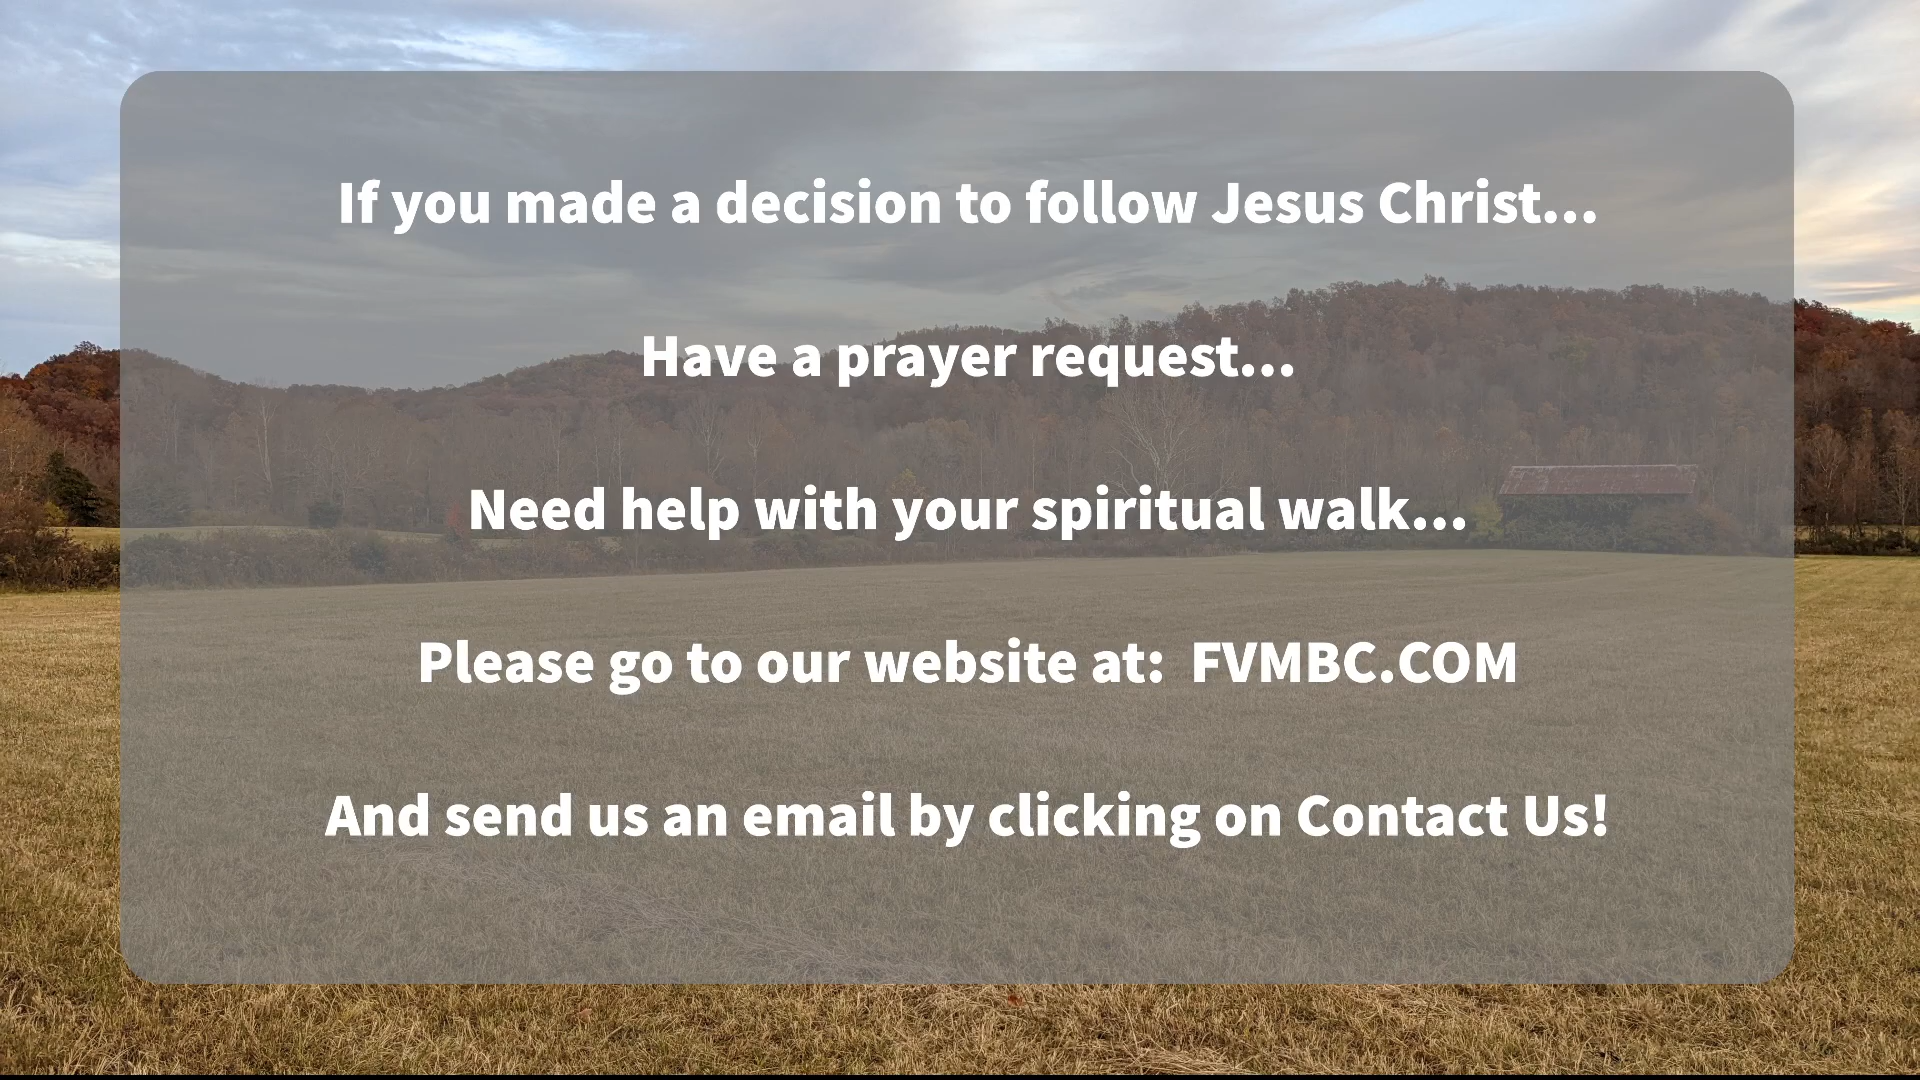 If you made a decision to follow Jesus Christ...
Have a prayer request...
Need help with your spiritual walk...
Please go to our website at:  FVMBC.COM
And send us an email by clicking on Contact Us!